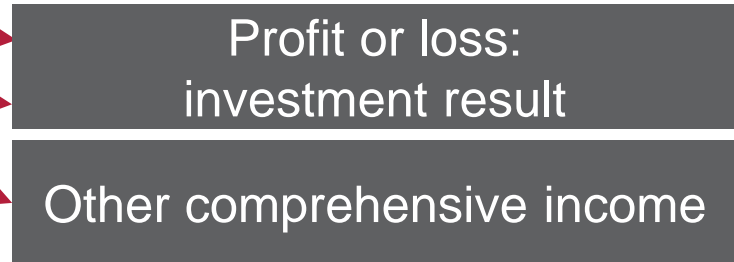 Profit or loss:
investment result
Other comprehensive income